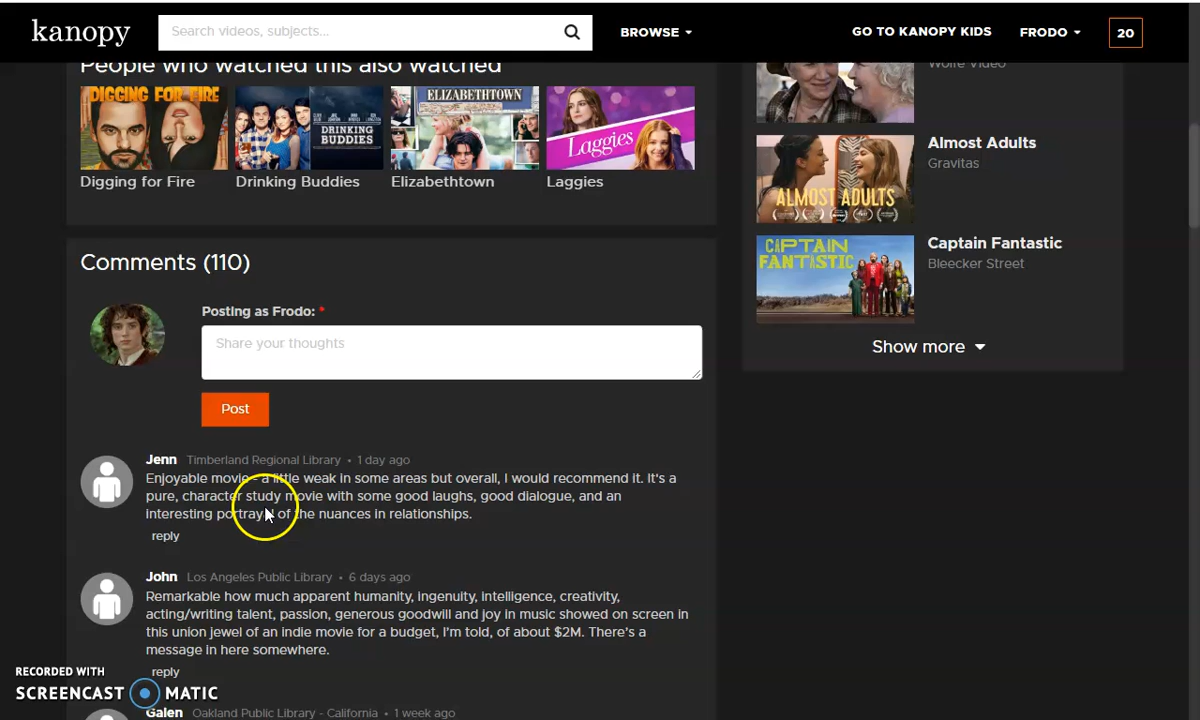 kanopy
Search videos, subjects...
BROWSE
GO TO KANOPY KIDS
FRODO
20
People who watched this also watched
DIGGING FOR FIRE
DRINKING
BUDDIES
ELIZABETHTOWN
Laggies
Digging for Fire
Drinking Buddies
Elizabethtown
Laggies
Comments (110)
Posting as Frodo: *
Share your thoughts
Post
Jenn Timberland Regional Library • 1 day ago
Enjoyable movie - a little weak in some areas but overall, I would recommend it. It's a
pure, character study movie with some good laughs, good dialogue, and an
interesting portrayal of the nuances in relationships.
reply
John Los Angeles Public Library • 6 days ago
Remarkable how much apparent humanity, ingenuity, intelligence, creativity,
acting/writing talent, passion, generous goodwill and joy in music showed on screen in
this union jewel of an indie movie for a budget, I'm told, of about $2M. There's a
message in here somewhere.
reply
Galen Oakland Public Library - California • 1 week ago
Wolfe Video
ALMOST ADULTS
Almost Adults
Gravitas
CAPTAIN
FANTASTIC
Captain Fantastic
Bleecker Street
Show more
RECORDED WITH
SCREENCAST MATIC